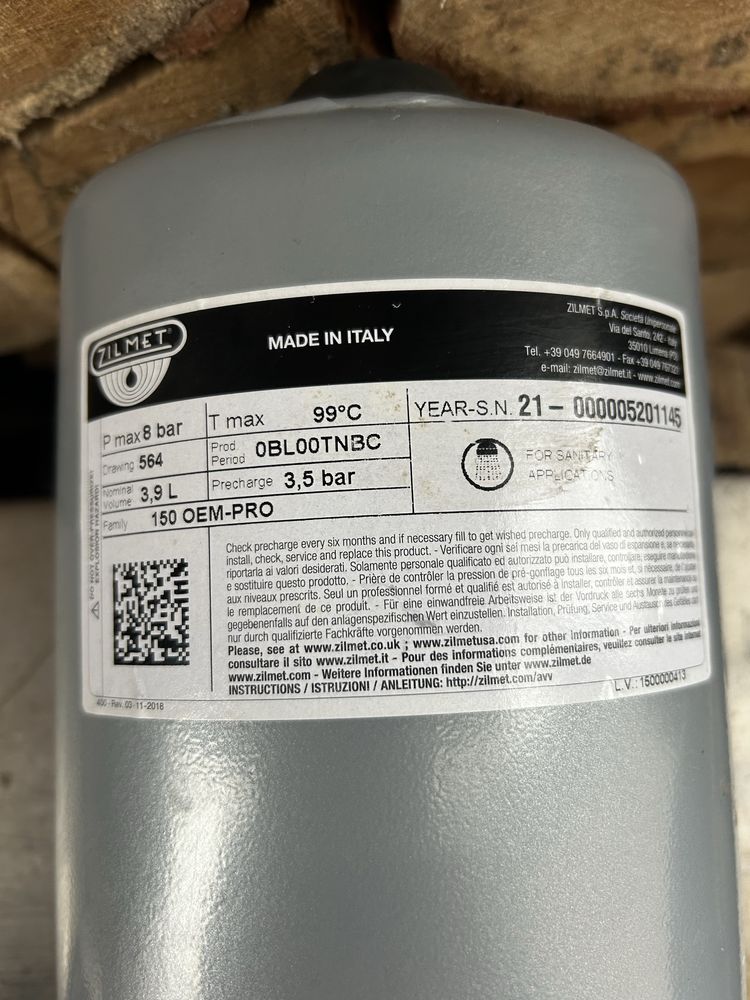 ZILMET
MADE IN ITALY
ZILMET S.p.A. Società Unipersonale
Via del Santo, 242 - Italy
35010 Limena (PD)
Tel. +39 049 7664901 - Fax +39 049
e-mail: zilmet@zilmet.it - www.zilmet.com
P max 8 bar
T max 99°C
YEAR-S.N. 21 - 000005201145
Drawing 564
Prod. Period 0BL00TNBC
Nominal Volume 3,9 L
Precharge 3,5 bar
FOR SANITARY
APPLICATIONS
Family 150 OEM-PRO
DO NOT OVER PRESSURIZE!
EXPLOSION HAZARD!
Check precharge every six months and if necessary fill to get wished precharge. Only qualified and authorized personnel can
install, check, service and replace this product. - Verificare ogni sei mesi la precarica del vaso di espansione e, se necessario,
riportarla ai valori desiderati. Solamente personale qualificato ed autorizzato può installare, controllare, eseguire manutenzione
e sostituire questo prodotto. - Prière de contrôler la pression de pré-gonflage tous les six mois et, si nécessaire, de l'ajuster
aux niveaux prescrits. Seul un professionnel formé et qualifié est autorisé à installer, contrôler et assurer la maintenance ou
le remplacement de ce produit. - Für eine einwandfreie Arbeitsweise ist der Vordruck alle sechs Monate zu prüfen und
gegebenenfalls auf den anlagenspezifischen Wert einzustellen. Installation, Prüfung, Service und Austausch des Gefäßes darf
nur durch qualifizierte Fachkräfte vorgenommen werden.
Please, see at www.zilmet.co.uk ; www.zilmetusa.com for other information - Per ulteriori informazioni
consultare il sito www.zilmet.it - Pour des informations complémentaires, veuillez consulter le site internet
www.zilmet.com - Weitere Informationen finden Sie unter www.zilmet.de
INSTRUCTIONS / ISTRUZIONI / ANLEITUNG: http://zilmet.com/avv
L.V.: 1500000413
400 - Rev. 03-11-2018